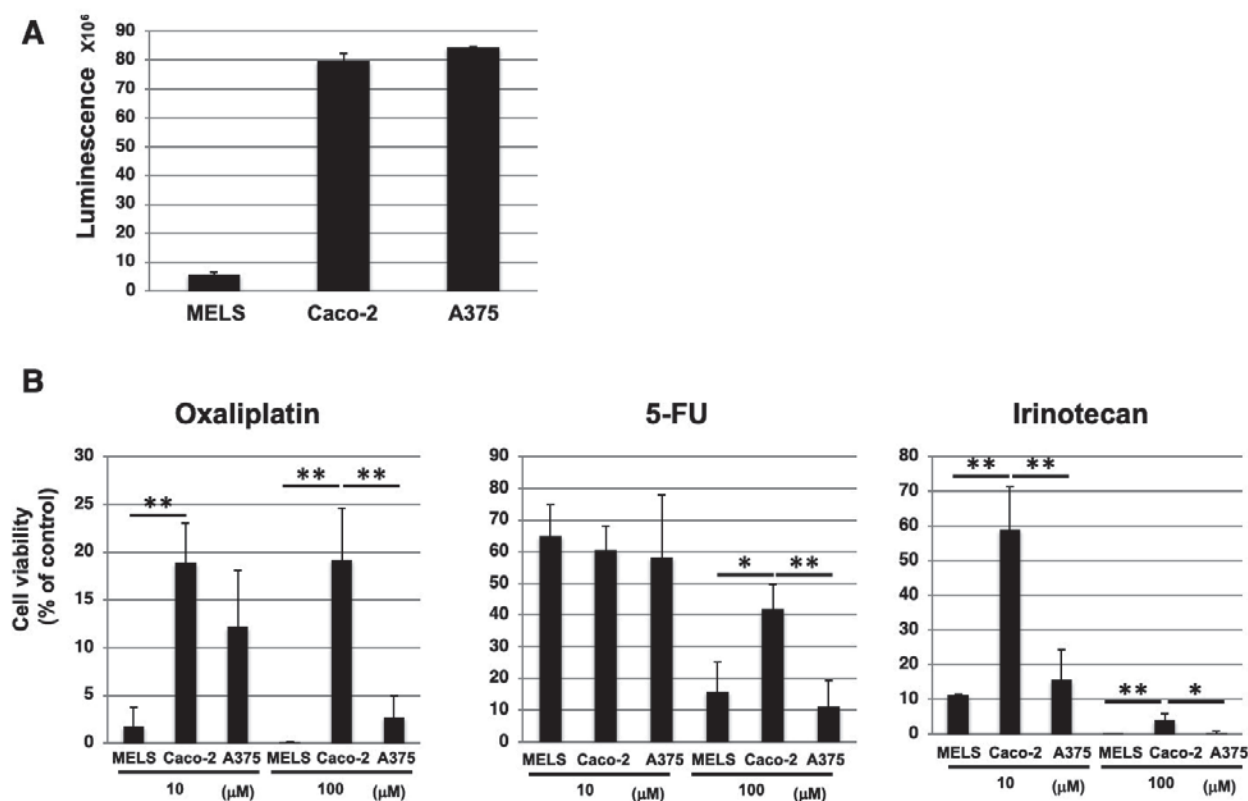 A
Luminescence X10⁶
90
80
70
60
50
40
30
20
10
0
MELS Caco-2 A375
B
Oxaliplatin
Cell viability
(% of control)
30
25
20
15
10
5
0
** ** **
MELS Caco-2 A375 MELS Caco-2 A375
10 (μM) 100 (μM)
5-FU
90
80
70
60
50
40
30
20
10
0
* **
MELS Caco-2 A375 MELS Caco-2 A375
10 (μM) 100 (μM)
Irinotecan
80
70
60
50
40
30
20
10
0
** **
** *
MELS Caco-2 A375 MELS Caco-2 A375
10 (μM) 100 (μM)